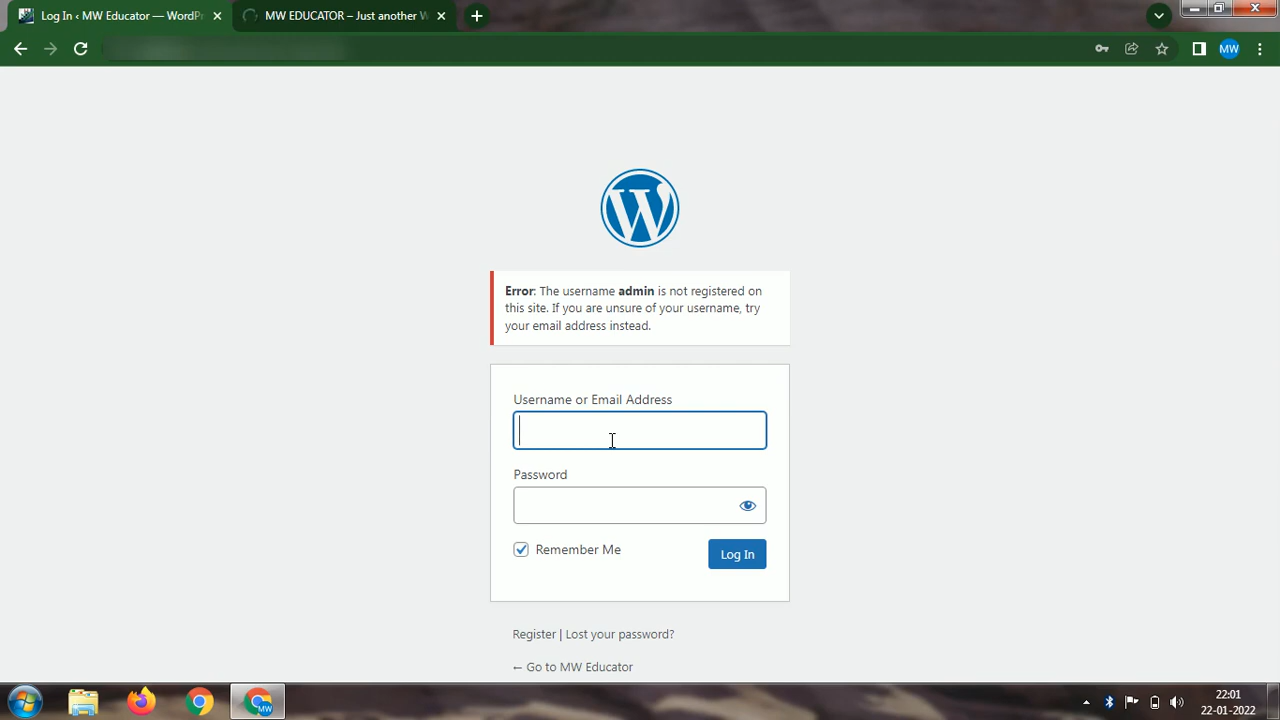 Log In ‹ MW Educator — WordPr
MW EDUCATOR – Just another W
MW
Error: The username admin is not registered on
this site. If you are unsure of your username, try
your email address instead.
Username or Email Address
Password
Remember Me
Log In
Register | Lost your password?
← Go to MW Educator
MW
22:01
22-01-2022